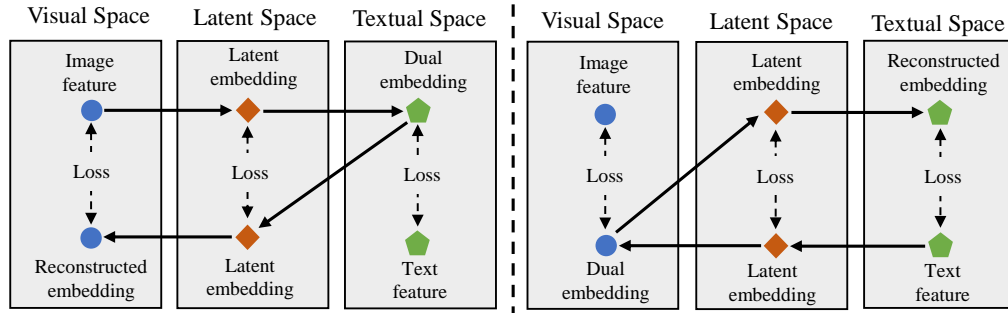 Visual Space
Latent Space
Textual Space
Image
feature
Latent
embedding
Dual
embedding
Loss
Loss
Loss
Reconstructed
embedding
Latent
embedding
Text
feature
Visual Space
Latent Space
Textual Space
Image
feature
Latent
embedding
Reconstructed
embedding
Loss
Loss
Loss
Dual
embedding
Latent
embedding
Text
feature